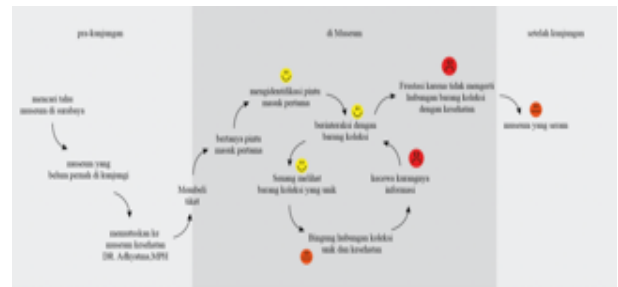 pra-kunjungan
di Museum
setelah kunjungan
mencari tahu
museum di surabaya
museum yang
belum pernah di kunjungi
memutuskan ke
museum kesehatan
DR. Adhyatma,MPH
Membeli
tiket
bertanya pintu
masuk pertama
mengidentifikasi pintu
masuk pertama
berinteraksi dengan
barang koleksi
Senang melihat
barang koleksi yang unik
Bingung hubungan koleksi
unik dan kesehatan
kecewa kurangnya
informasi
Frustasi karena tidak mengerti
hubungan barang koleksi
dengan kesehatan
museum yang seram